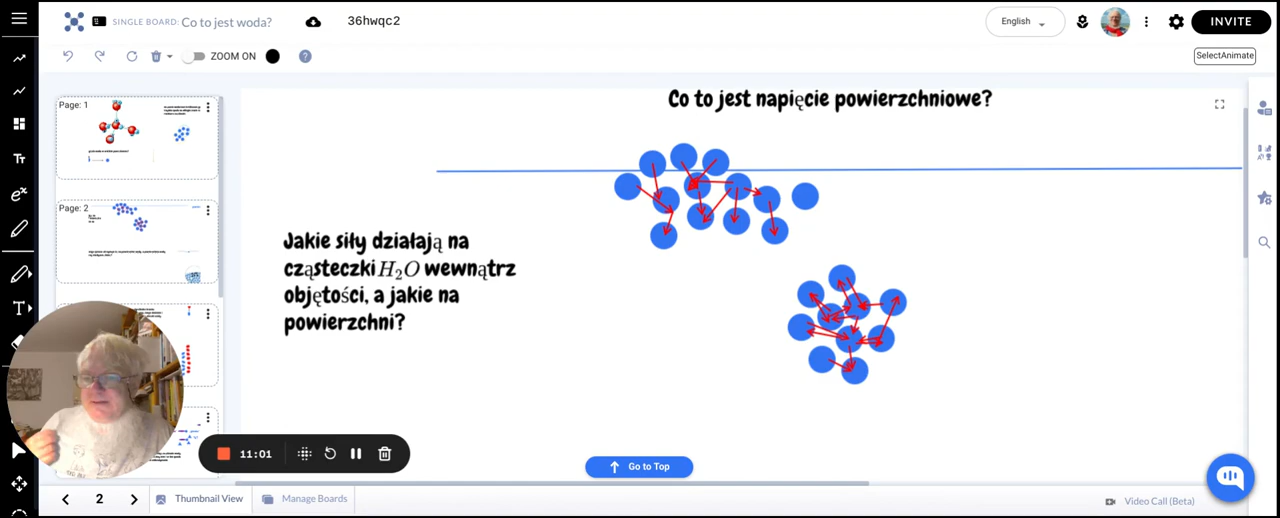 SINGLE BOARD: Co to jest woda?
36hwqc2
English
INVITE
ZOOM ON
SelectAnimate
Page: 1
Page: 2
Co to jest napięcie powierzchniowe?
Jakie siły działają na
cząsteczki H₂O wewnątrz
objętości, a jakie na
powierzchni?
11:01
Go to Top
2
Thumbnail View
Manage Boards
Video Call (Beta)